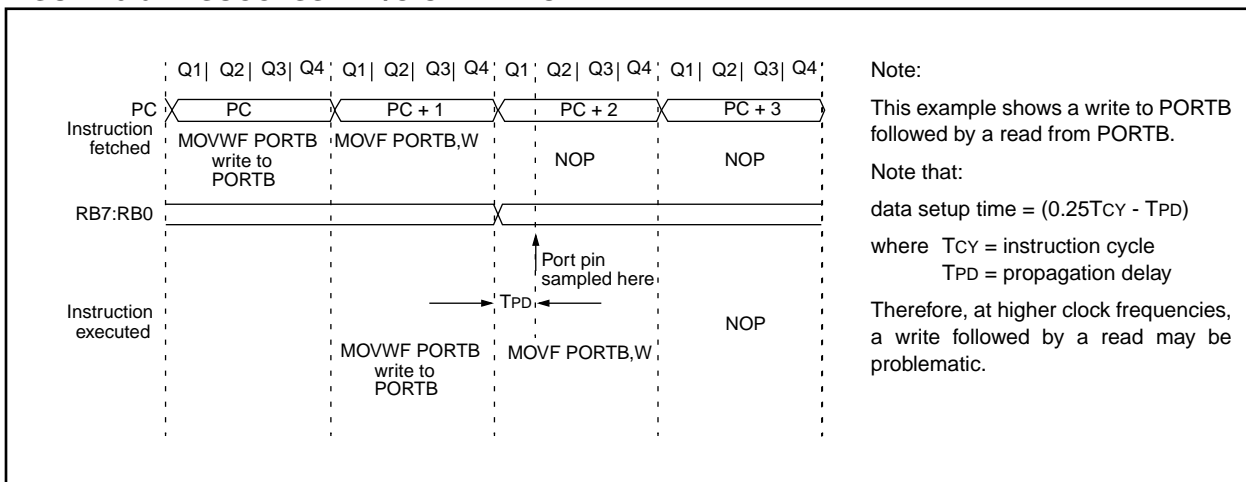 Q1| Q2| Q3| Q4 Q1| Q2| Q3| Q4 Q1 Q2| Q3| Q4 Q1| Q2| Q3| Q4
PC PC PC + 1 PC + 2 PC + 3
Instruction
fetched
MOVWF PORTB
write to
PORTB
MOVF PORTB,W
NOP
NOP
RB7:RB0
Port pin
sampled here
TPD
Instruction
executed
MOVWF PORTB
write to
PORTB
MOVF PORTB,W
NOP
Note:
This example shows a write to PORTB
followed by a read from PORTB.
Note that:
data setup time = (0.25TCY - TPD)
where TCY = instruction cycle
TPD = propagation delay
Therefore, at higher clock frequencies,
a write followed by a read may be
problematic.